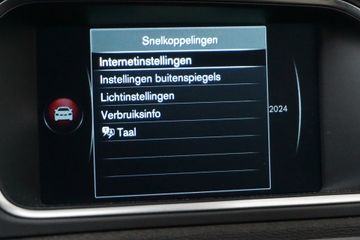 Snelkoppelingen
Internetinstellingen
Instellingen buitenspiegels
Lichtinstellingen
2024
Verbruiksinfo
Taal